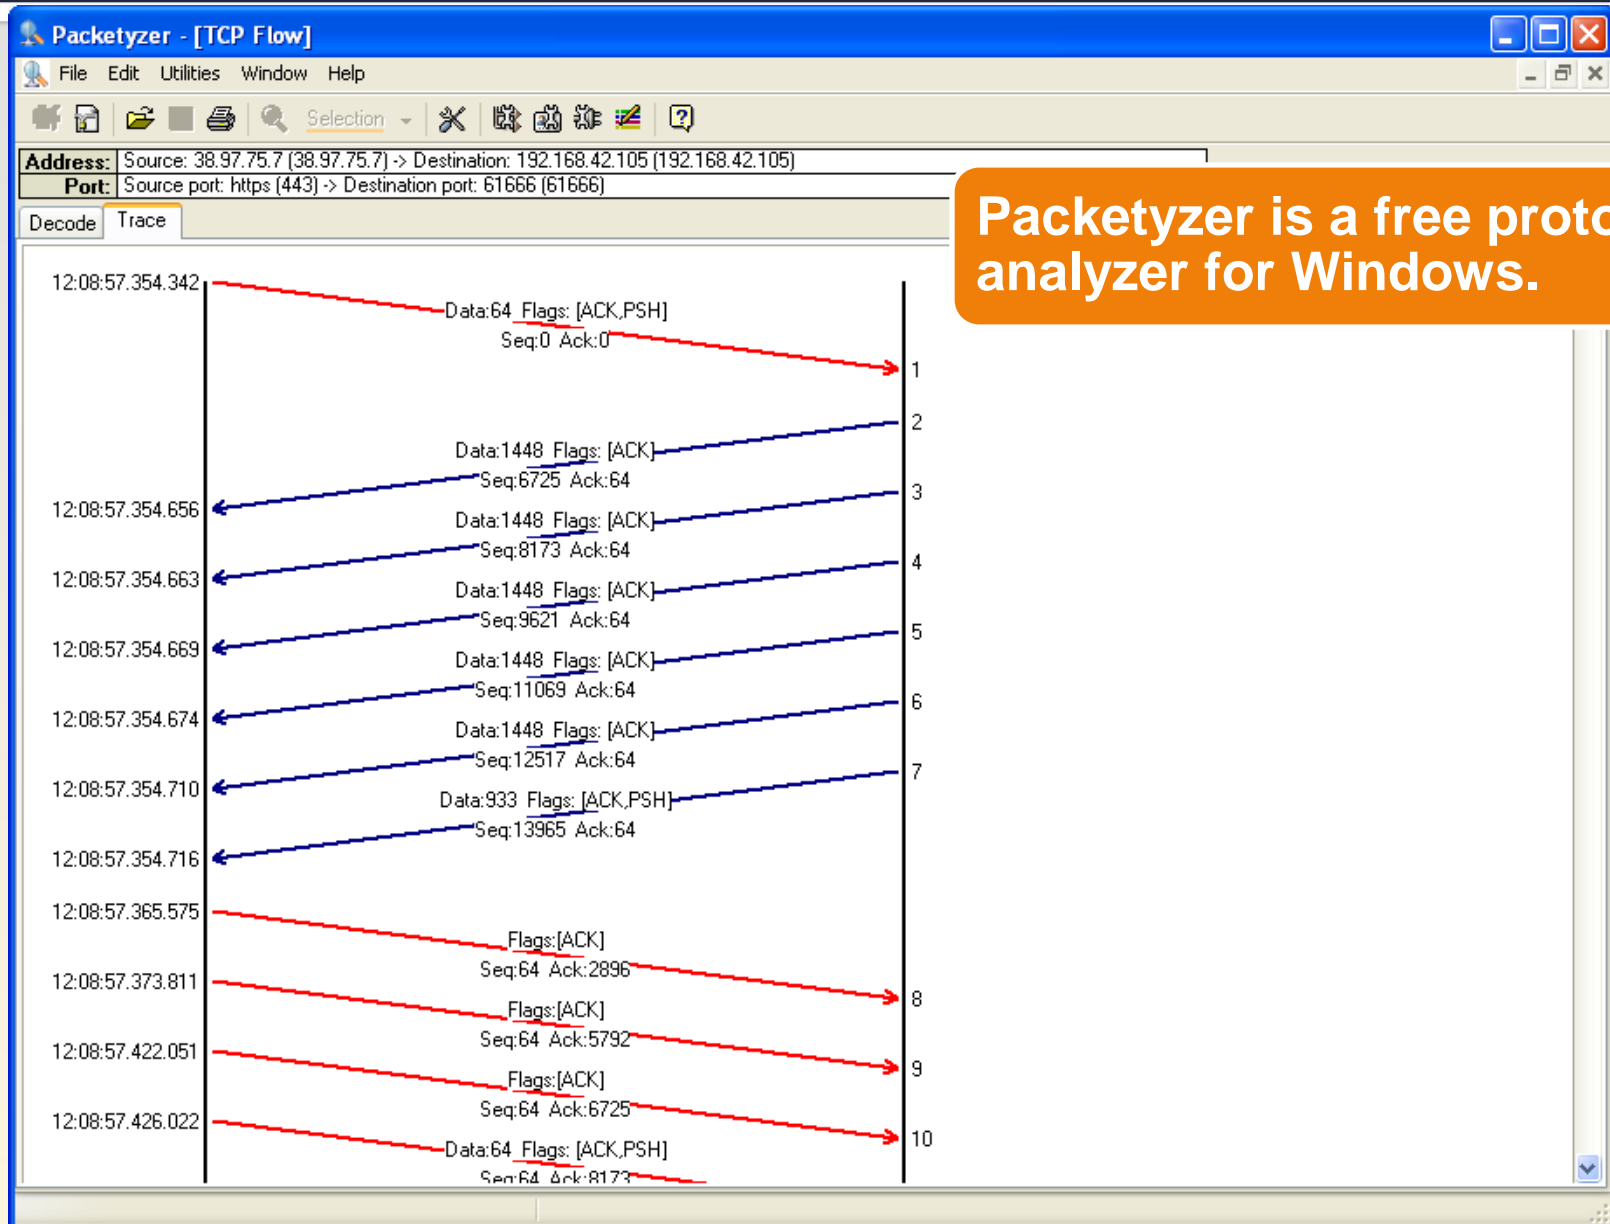 Packetyzer - [TCP Flow]
File Edit Utilities Window Help
Selection
Address: Source: 38.97.75.7 (38.97.75.7) -> Destination: 192.168.42.105 (192.168.42.105)
Port: Source port: https (443) -> Destination port: 61666 (61666)
Decode Trace
Packetyzer is a free proto
analyzer for Windows.
12:08:57.354.342
Data:64 Flags: [ACK,PSH]
Seq:0 Ack:0
1
2
Data:1448 Flags: [ACK]
Seq:6725 Ack:64
12:08:57.354.656
3
Data:1448 Flags: [ACK]
Seq:8173 Ack:64
12:08:57.354.663
4
Data:1448 Flags: [ACK]
Seq:9621 Ack:64
12:08:57.354.669
5
Data:1448 Flags: [ACK]
Seq:11069 Ack:64
12:08:57.354.674
6
Data:1448 Flags: [ACK]
Seq:12517 Ack:64
12:08:57.354.710
7
Data:933 Flags: [ACK,PSH]
Seq:13965 Ack:64
12:08:57.354.716
12:08:57.365.575
Flags:[ACK]
Seq:64 Ack:2896
8
12:08:57.373.811
Flags:[ACK]
Seq:64 Ack:5792
9
12:08:57.422.051
Flags:[ACK]
Seq:64 Ack:6725
10
12:08:57.426.022
Data:64 Flags: [ACK,PSH]
Seq:64 Ack:8173